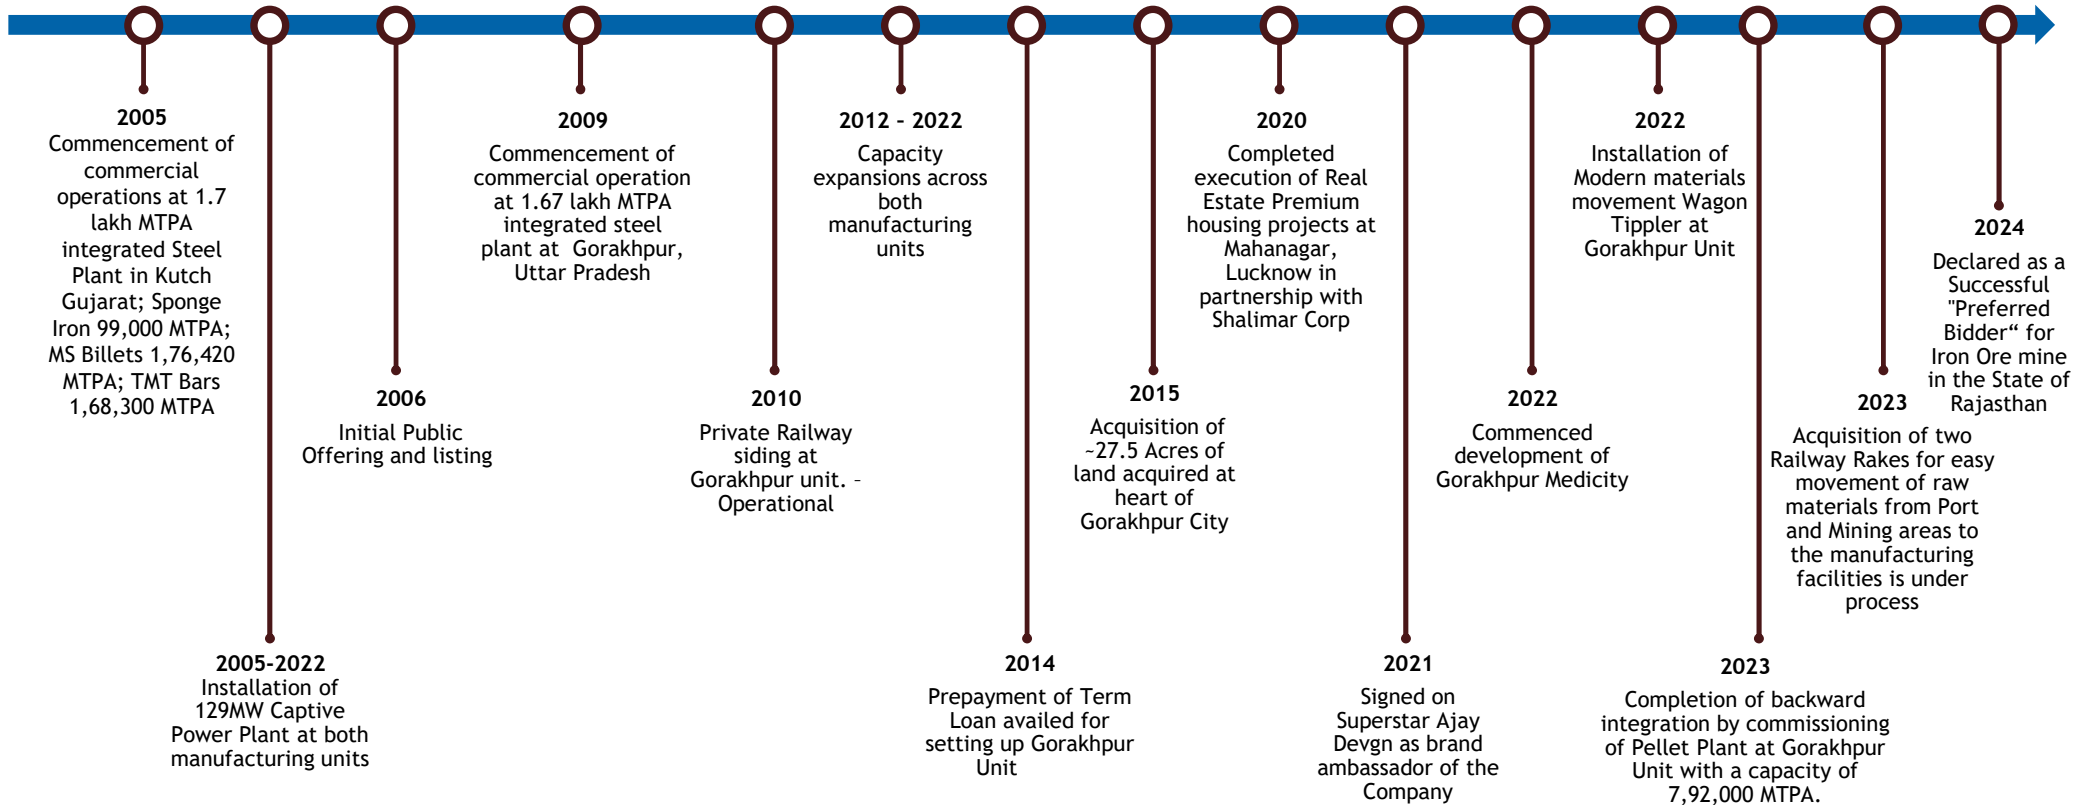 2005
Commencement of
commercial
operations at 1.7
lakh MTPA
integrated Steel
Plant in Kutch
Gujarat; Sponge
Iron 99,000 MTPA;
MS Billets 1,76,420
MTPA; TMT Bars
1,68,300 MTPA
2005-2022
Installation of
129MW Captive
Power Plant at both
manufacturing units
2006
Initial Public
Offering and listing
2009
Commencement of
commercial operation
at 1.67 lakh MTPA
integrated steel
plant at  Gorakhpur,
Uttar Pradesh
2010
Private Railway
siding at
Gorakhpur unit. –
Operational
2012 – 2022
Capacity
expansions across
both
manufacturing
units
2014
Prepayment of Term
Loan availed for
setting up Gorakhpur
Unit
2015
Acquisition of
~27.5 Acres of
land acquired at
heart of
Gorakhpur City
2020
Completed
execution of Real
Estate Premium
housing projects at
Mahanagar,
Lucknow in
partnership with
Shalimar Corp
2021
Signed on
Superstar Ajay
Devgn as brand
ambassador of the
Company
2022
Commenced
development of
Gorakhpur Medicity
2022
Installation of
Modern materials
movement Wagon
Tippler at
Gorakhpur Unit
2023
Completion of backward
integration by commissioning
of Pellet Plant at Gorakhpur
Unit with a capacity of
7,92,000 MTPA.
2023
Acquisition of two
Railway Rakes for easy
movement of raw
materials from Port
and Mining areas to
the manufacturing
facilities is under
process
2024
Declared as a
Successful
"Preferred
Bidder“ for
Iron Ore mine
in the State of
Rajasthan